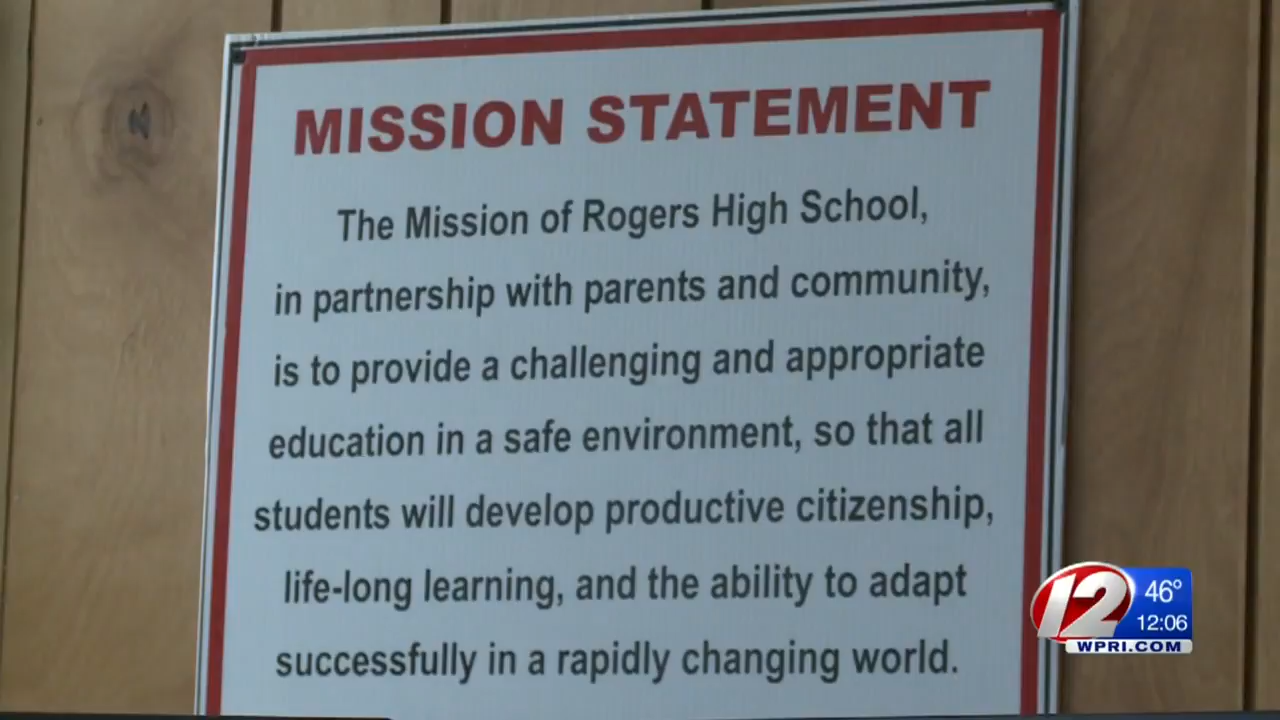 MISSION STATEMENT
The Mission of Rogers High School,
in partnership with parents and community,
is to provide a challenging and appropriate
education in a safe environment, so that all
students will develop productive citizenship,
life-long learning, and the ability to adapt
successfully in a rapidly changing world.
12 46°
12:06
WPRI.COM